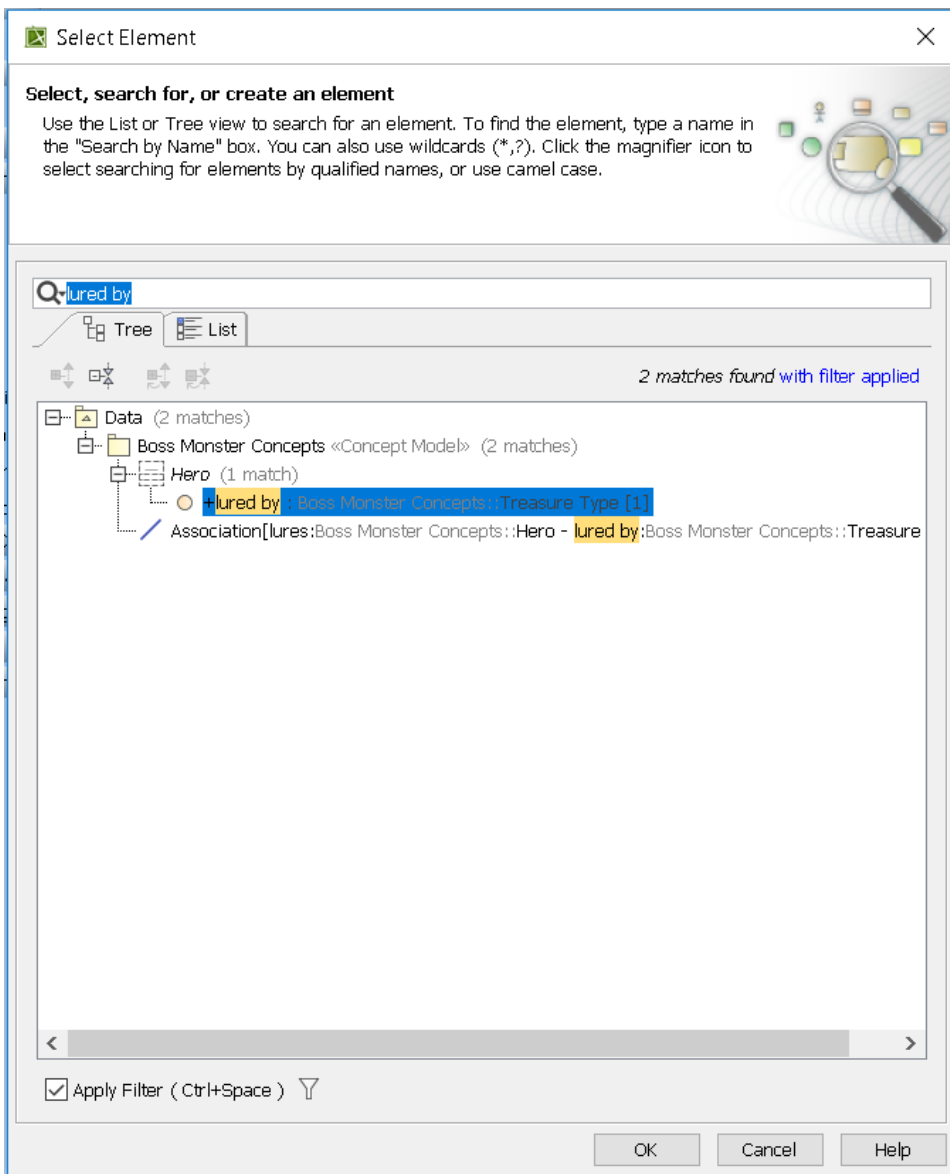 Select Element
Select, search for, or create an element
Use the List or Tree view to search for an element. To find the element, type a name in
the "Search by Name" box. You can also use wildcards (*,?). Click the magnifier icon to
select searching for elements by qualified names, or use camel case.
lured by
Tree List
2 matches found with filter applied
Data (2 matches)
Boss Monster Concepts «Concept Model» (2 matches)
Hero (1 match)
+lured by : Boss Monster Concepts::Treasure Type [1]
Association[lures:Boss Monster Concepts::Hero - lured by:Boss Monster Concepts::Treasure
Apply Filter ( Ctrl+Space )
OK Cancel Help